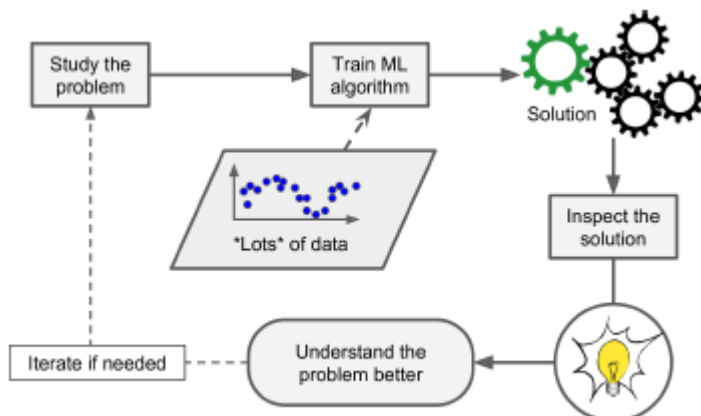 Study the
problem
Train ML
algorithm
Solution
*Lots* of data
Inspect the
solution
Understand the
problem better
Iterate if needed